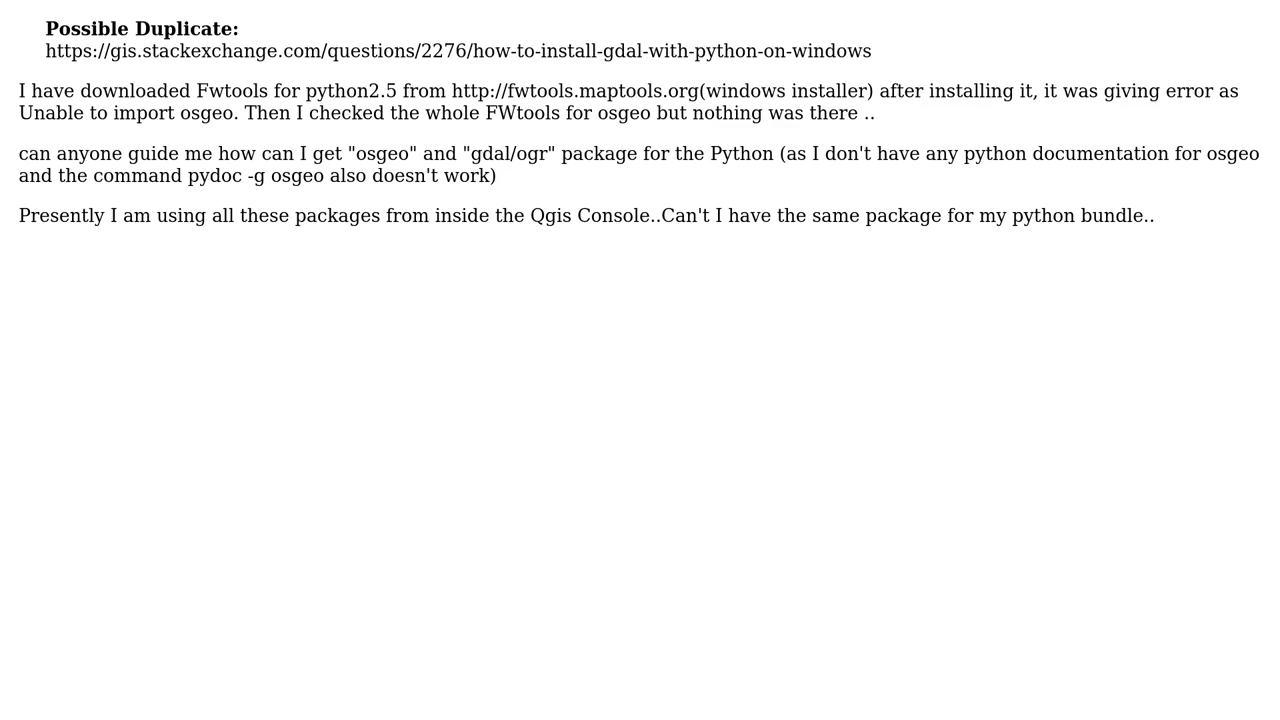 Possible Duplicate:
https://gis.stackexchange.com/questions/2276/how-to-install-gdal-with-python-on-windows
I have downloaded Fwtools for python2.5 from http://fwtools.maptools.org(windows installer) after installing it, it was giving error as
Unable to import osgeo. Then I checked the whole FWtools for osgeo but nothing was there ..
can anyone guide me how can I get "osgeo" and "gdal/ogr" package for the Python (as I don't have any python documentation for osgeo
and the command pydoc -g osgeo also doesn't work)
Presently I am using all these packages from inside the Qgis Console..Can't I have the same package for my python bundle..